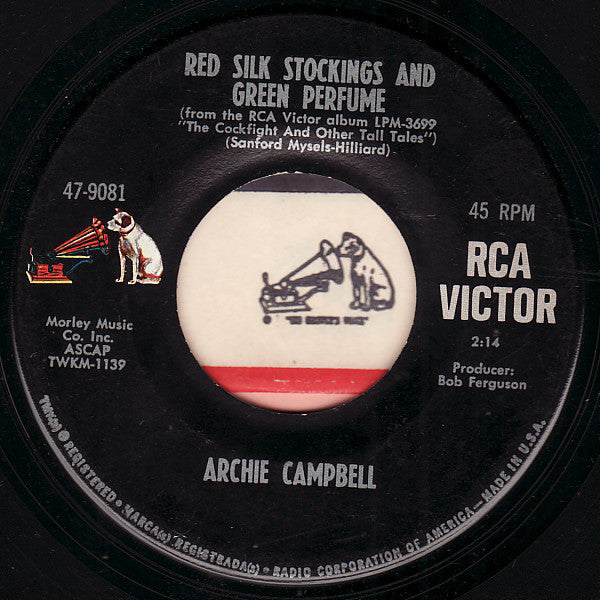 RED SILK STOCKINGS AND
GREEN PERFUME
(from the RCA Victor album LPM-3699
"The Cockfight And Other Tall Tales")
(Sanford Mysels-Hilliard)
47-9081
45 RPM
RCA
VICTOR
Morley Music
Co. Inc.
ASCAP
TWKM-1139
2:14
Producer:
Bob Ferguson
"HIS MASTER'S VOICE"
ARCHIE CAMPBELL
TMK(s) ® REGISTERED • MARCA(s) REGISTRADA(s) • RADIO CORPORATION OF AMERICA—MADE IN U.S.A.